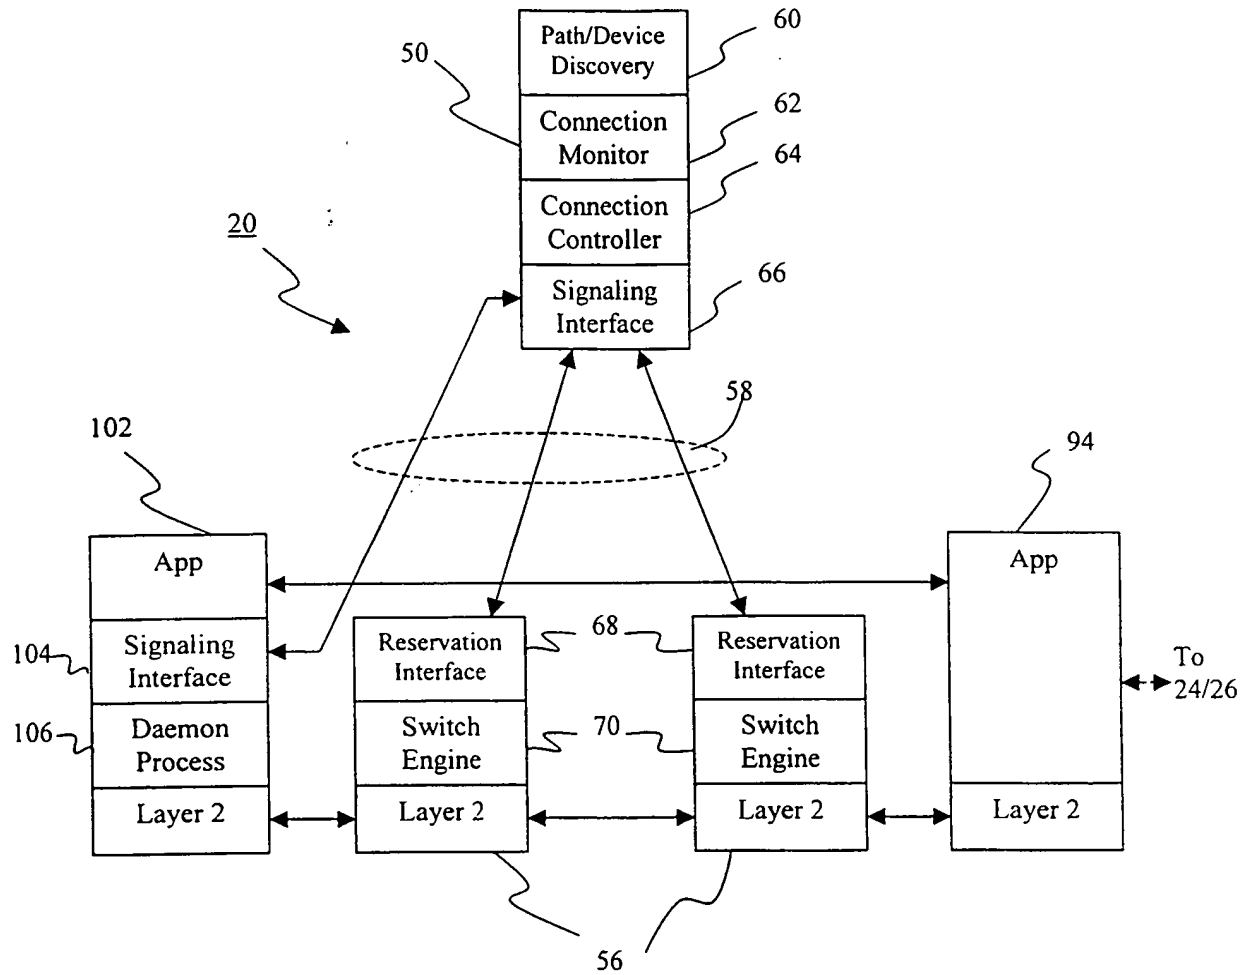 Path/Device
Discovery
60
50
Connection
Monitor
62
64
Connection
Controller
20
Signaling
Interface
66
58
102
94
App
App
104
Signaling
Interface
Reservation
Interface
68
Reservation
Interface
To
24/26
106
Daemon
Process
Switch
Engine
70
Switch
Engine
Layer 2
Layer 2
Layer 2
Layer 2
56